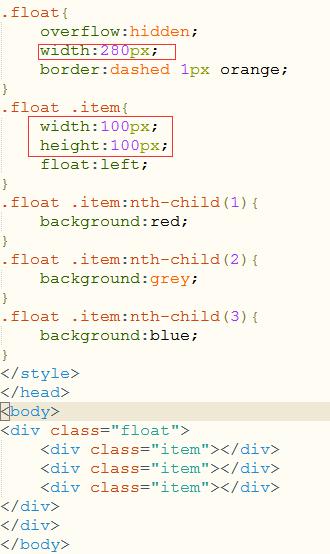 .float{
    overflow:hidden;
    width:280px;
    border:dashed 1px orange;
}
.float .item{
    width:100px;
    height:100px;
    float:left;
}
.float .item:nth-child(1){
    background:red;
}
.float .item:nth-child(2){
    background:grey;
}
.float .item:nth-child(3){
    background:blue;
}
</style>
</head>
<body>
<div class="float">
    <div class="item"></div>
    <div class="item"></div>
    <div class="item"></div>
</div>
</div>
</body>